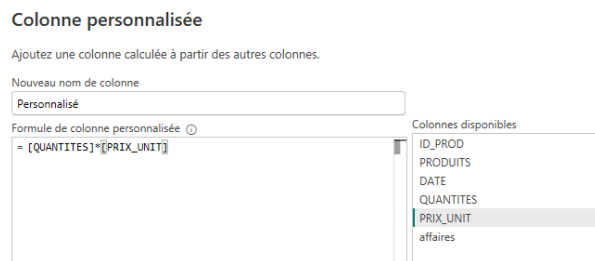 Colonne personnalisée
Ajoutez une colonne calculée à partir des autres colonnes.
Nouveau nom de colonne
Personnalisé
Formule de colonne personnalisée
= [QUANTITES]*[PRIX_UNIT]
Colonnes disponibles
ID_PROD
PRODUITS
DATE
QUANTITES
PRIX_UNIT
affaires